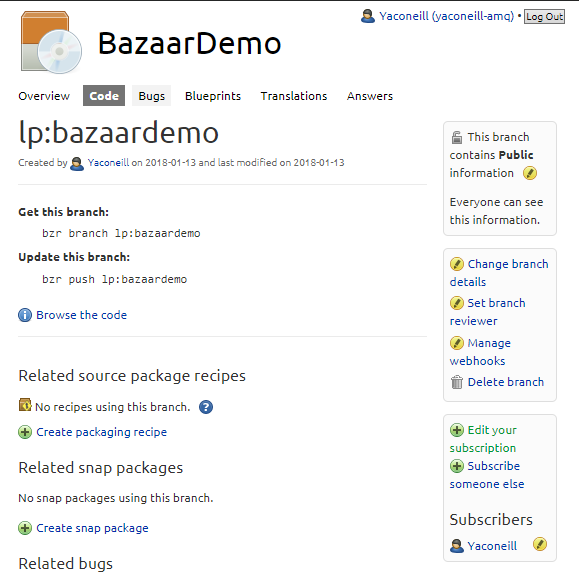 Yaconeill (yaconeill-amq) • Log Out
BazaarDemo
Overview Code Bugs Blueprints Translations Answers
lp:bazaardemo
Created by Yaconeill on 2018-01-13 and last modified on 2018-01-13
Get this branch:
bzr branch lp:bazaardemo
Update this branch:
bzr push lp:bazaardemo
Browse the code
Related source package recipes
No recipes using this branch.
Create packaging recipe
Related snap packages
No snap packages using this branch.
Create snap package
Related bugs
This branch
contains Public
information
Everyone can see
this information.
Change branch
details
Set branch
reviewer
Manage
webhooks
Delete branch
Edit your
subscription
Subscribe
someone else
Subscribers
Yaconeill